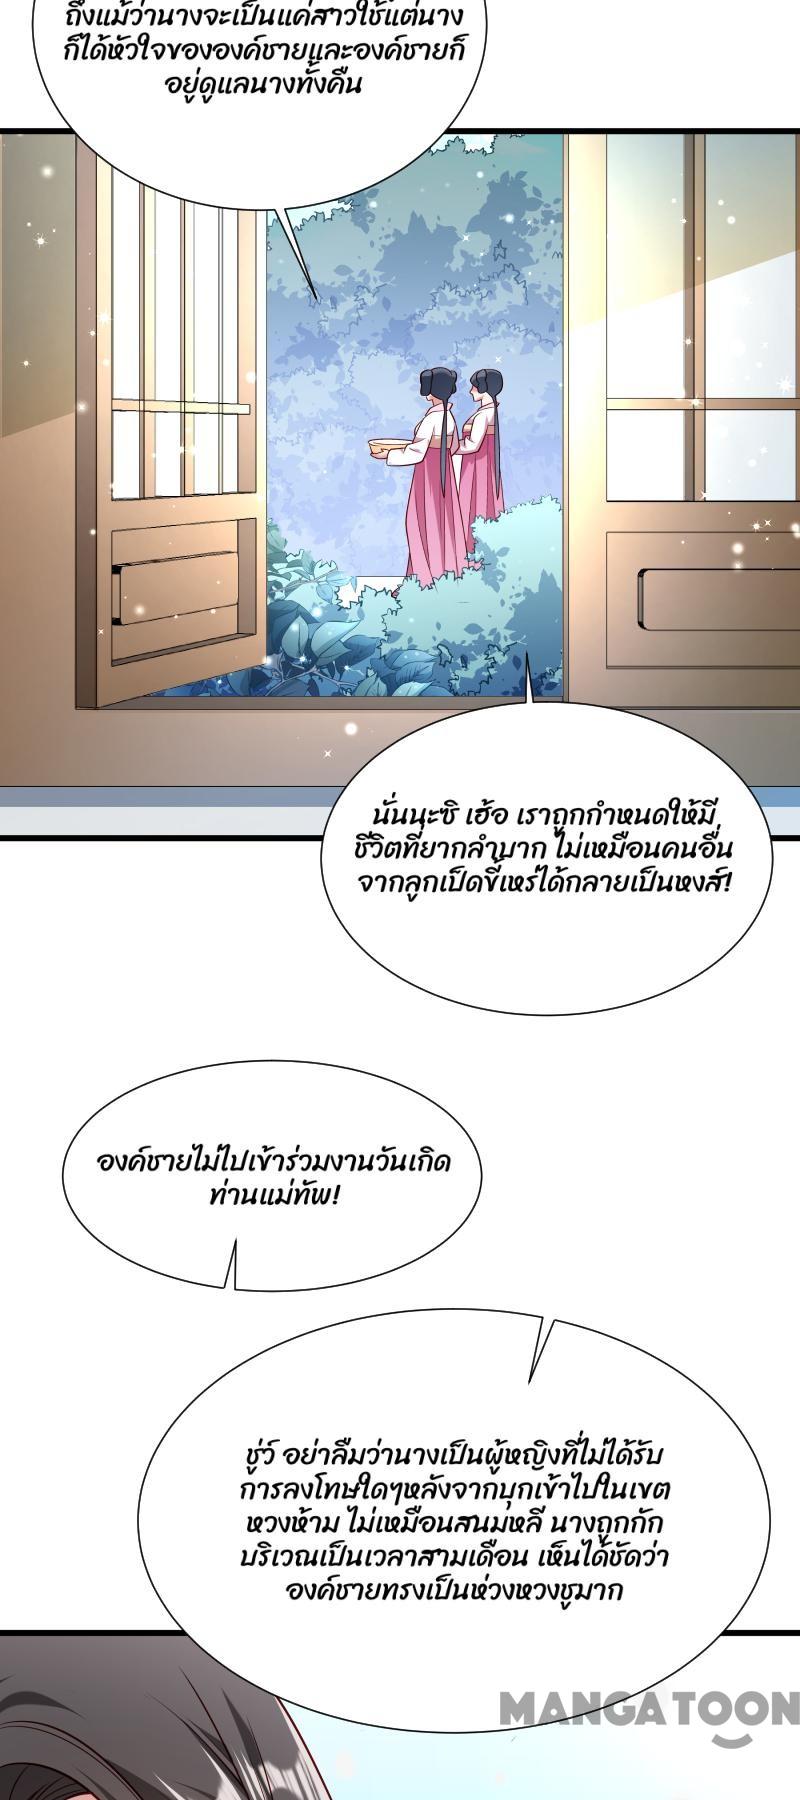 ถึงแม้ว่านางจะเป็นแค่สาวใช้แต่นาง
ก็ได้หัวใจขององค์ชายและองค์ชายก็
อยู่ดูแลนางทั้งคืน
นั่นนะซิ เฮ้อ เราถูกกำหนดให้มี
ชีวิตที่ยากลำบาก ไม่เหมือนคนอื่น
จากลูกเป็ดขี้เหร่ได้กลายเป็นหงส์!
องค์ชายไม่ไปเข้าร่วมงานวันเกิด
ท่านแม่ทัพ!
ชู่ว์ อย่าลืมว่านางเป็นผู้หญิงที่ไม่ได้รับ
การลงโทษใดๆหลังจากบุกเข้าไปในเขต
หวงห้าม ไม่เหมือนสนมหลี นางถูกกัก
บริเวณเป็นเวลาสามเดือน เห็นได้ชัดว่า
องค์ชายทรงเป็นห่วงหวงชูมาก
MANGATOON